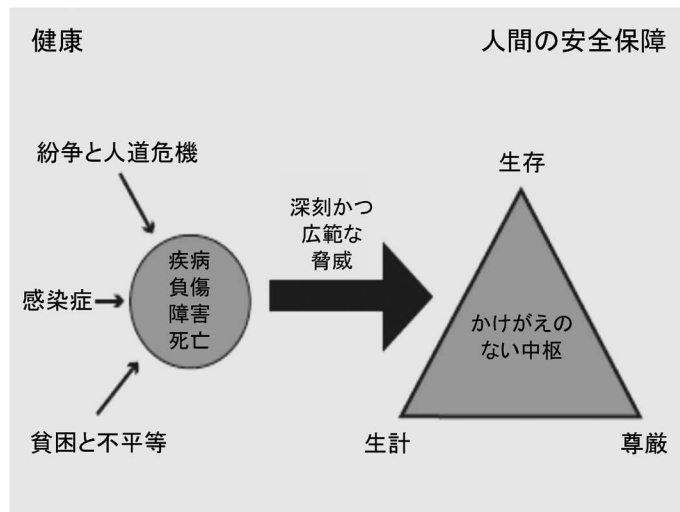 健康
人間の安全保障
紛争と人道危機
感染症
貧困と不平等
疾病
負傷
障害
死亡
深刻かつ
広範な
脅威
生存
かけがえの
ない中枢
生計
尊厳